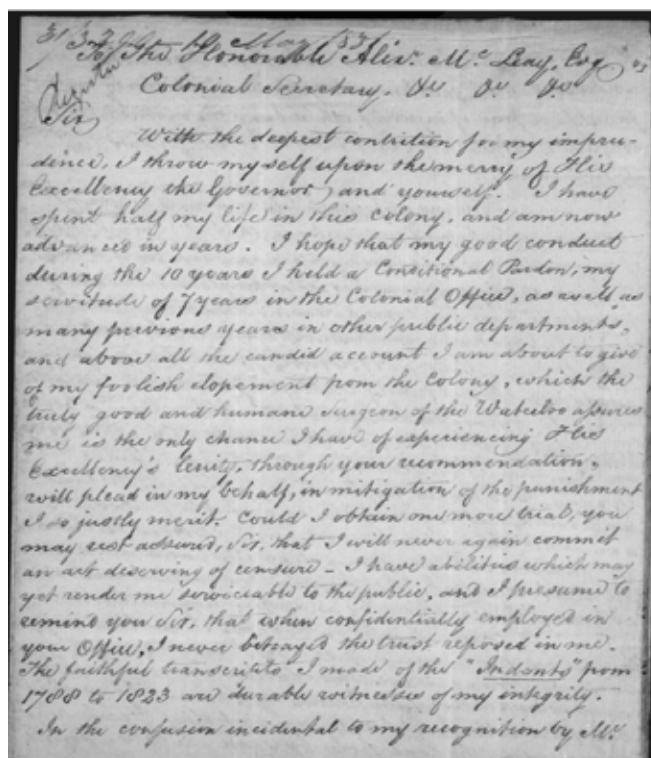 To The Honorable Alexr. Mc Leay, Esqr
Colonial Secretary. &c &c &c
Register
Sir,
With the deepest contrition for my impru-
dence, I throw myself upon the mercy of His
Excellency the Governor, and yourself. I have
spent half my life in this Colony, and am now
advanced in years. I hope that my good conduct
during the 10 years I held a Conditional Pardon, my
servitude of 7 years in the Colonial Office, as well as
many previous years in other public departments,
and above all the candid account I am about to give
of my foolish elopement from the Colony, which the
truly good and humane Surgeon of the Waterloo assures
me is the only chance I have of experiencing His
Excellency's lenity, through your recommendation,
will plead in my behalf, in mitigation of the punishment
I so justly merit. Could I obtain one more trial, you
may rest assured, Sir, that I will never again commit
an act deserving of censure - I have abilities which may
yet render me serviceable to the public, and I presume to
remind you Sir, that when confidentially employed in
your Office, I never betrayed the trust reposed in me.
The faithful transcripts I made of the "Indents" from
1788 to 1823 are durable witnesses of my integrity.
In the confusion incidental to my recognition by Mr.